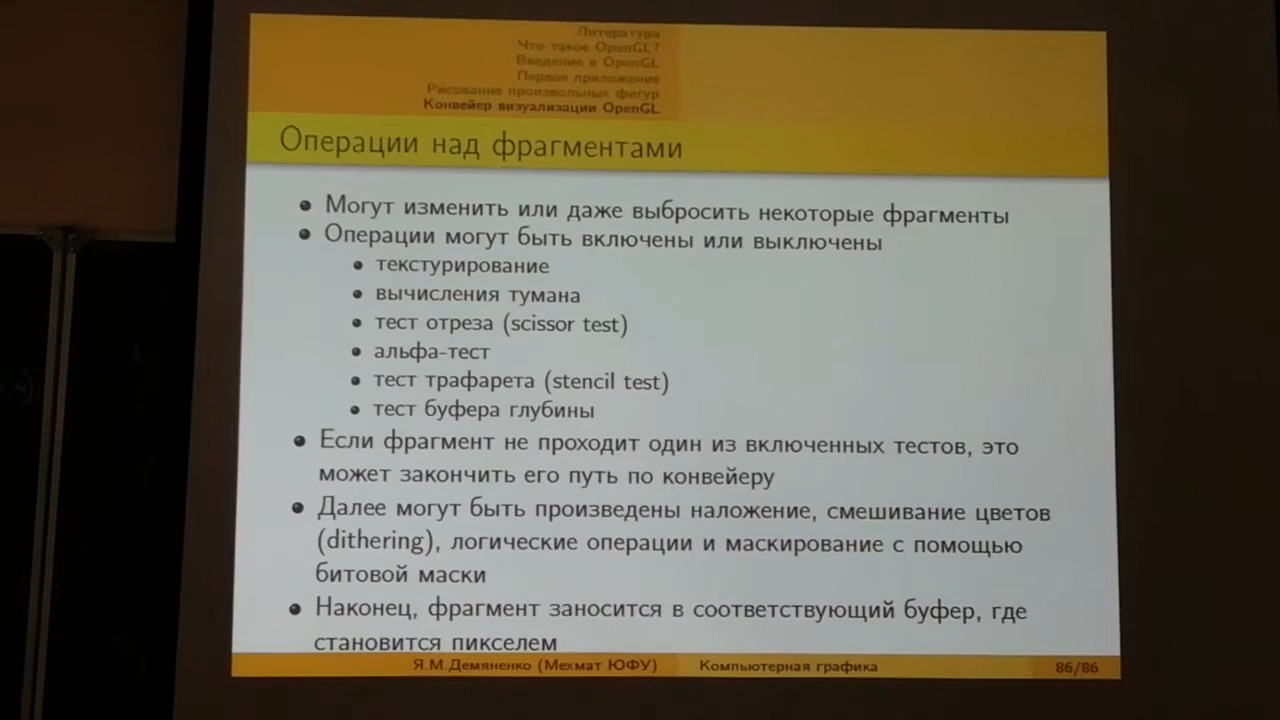 Литература
Что такое OpenGL?
Введение в OpenGL
Первое приложение
Рисование произвольных фигур
Конвейер визуализации OpenGL
Операции над фрагментами
Могут изменить или даже выбросить некоторые фрагменты
Операции могут быть включены или выключены
текстурирование
вычисления тумана
тест отреза (scissor test)
альфа-тест
тест трафарета (stencil test)
тест буфера глубины
Если фрагмент не проходит один из включенных тестов, это
может закончить его путь по конвейеру
Далее могут быть произведены наложение, смешивание цветов
(dithering), логические операции и маскирование с помощью
битовой маски
Наконец, фрагмент заносится в соответствующий буфер, где
становится пикселем
Я.М.Демяненко (Мехмат ЮФУ) Компьютерная графика 86/86